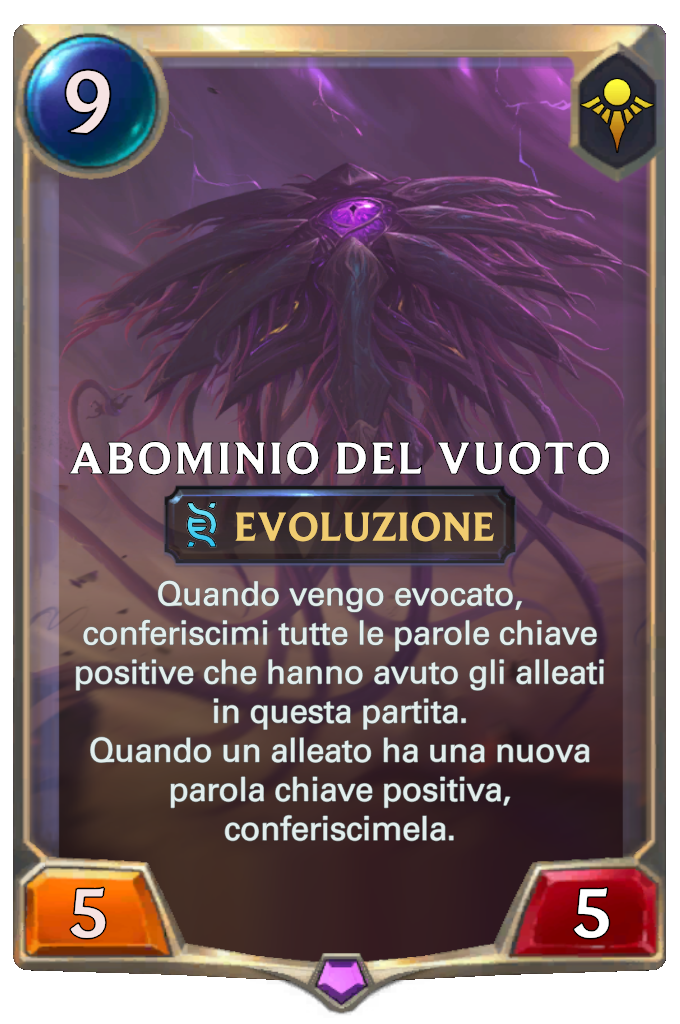 9
ABOMINIO DEL VUOTO
EVOLUZIONE
Quando vengo evocato,
conferiscimi tutte le parole chiave
positive che hanno avuto gli alleati
in questa partita.
Quando un alleato ha una nuova
parola chiave positiva,
conferiscimela.
5 5